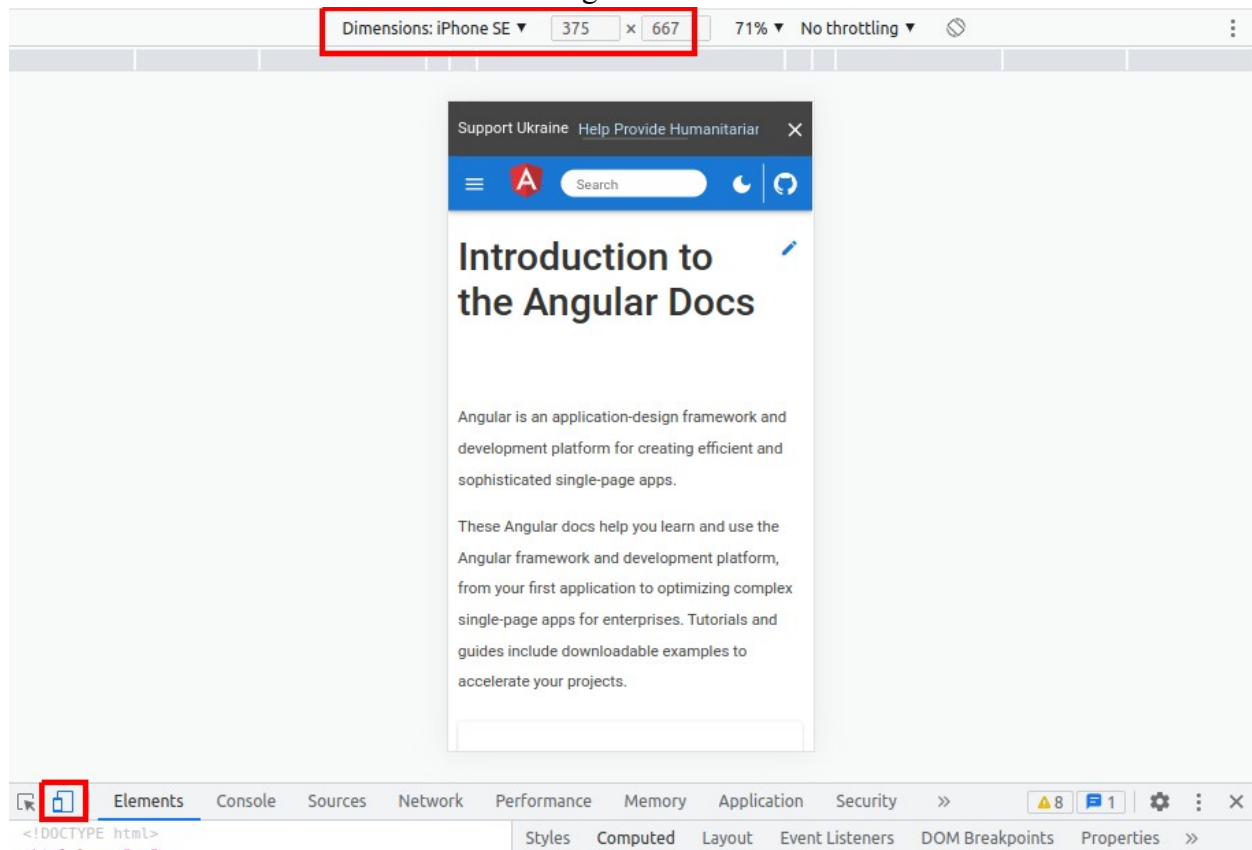 Dimensions: iPhone SE ▼ 375 × 667 71% ▼ No throttling ▼
Support Ukraine Help Provide Humanitarian ×
A Search
Introduction to
the Angular Docs
Angular is an application-design framework and
development platform for creating efficient and
sophisticated single-page apps.
These Angular docs help you learn and use the
Angular framework and development platform,
from your first application to optimizing complex
single-page apps for enterprises. Tutorials and
guides include downloadable examples to
accelerate your projects.
Elements Console Sources Network Performance Memory Application Security » 8 1
<!DOCTYPE html>
Styles Computed Layout Event Listeners DOM Breakpoints Properties »